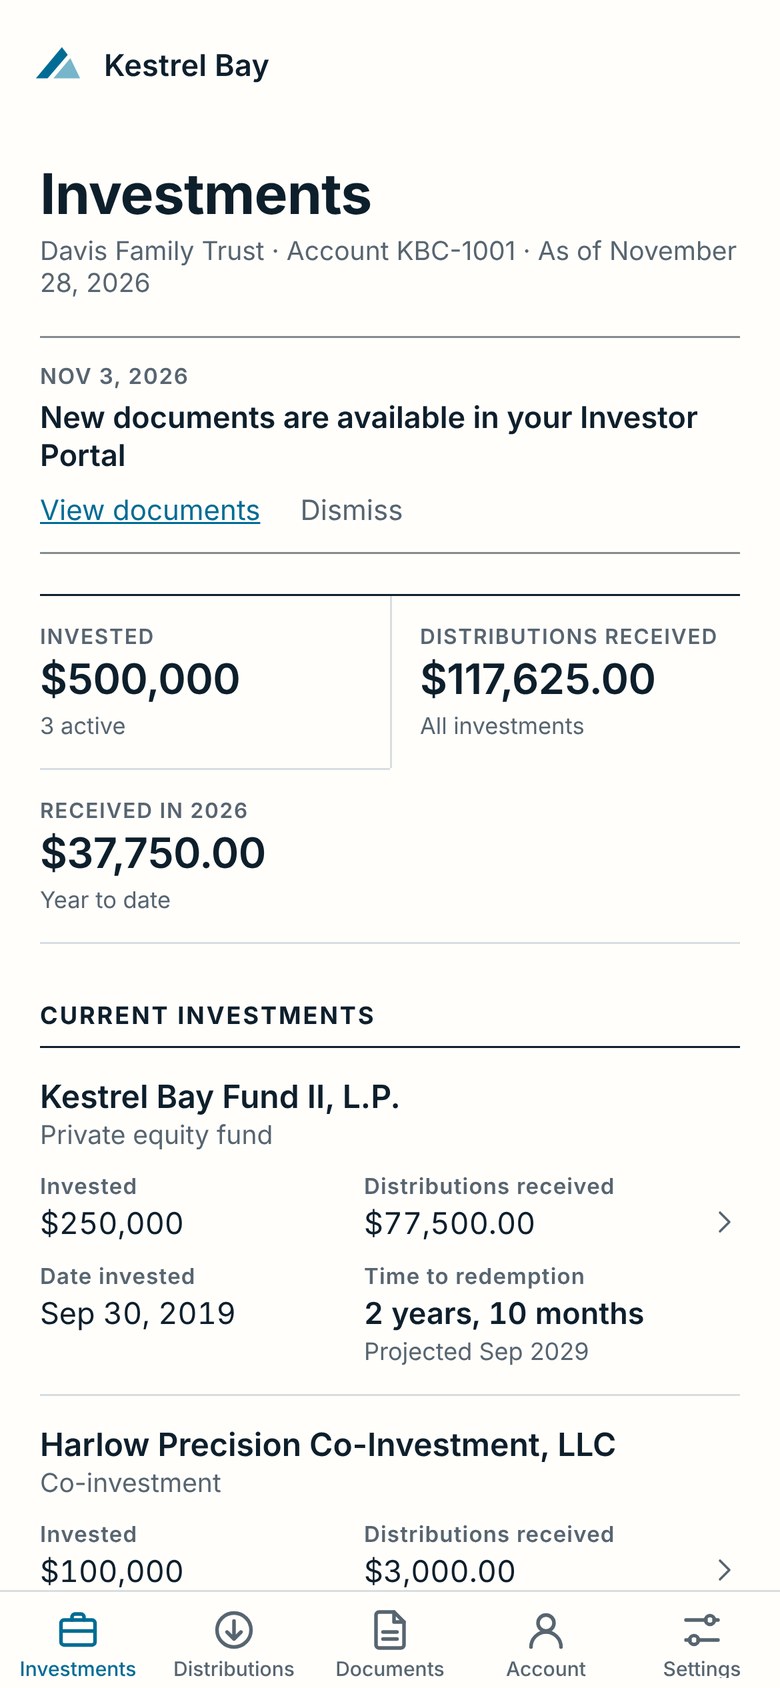 Kestrel Bay
Investments
Davis Family Trust · Account KBC-1001 · As of November
28, 2026
NOV 3, 2026
New documents are available in your Investor
Portal
View documents Dismiss
INVESTED
$500,000
3 active
DISTRIBUTIONS RECEIVED
$117,625.00
All investments
RECEIVED IN 2026
$37,750.00
Year to date
CURRENT INVESTMENTS
Kestrel Bay Fund II, L.P.
Private equity fund
Invested
$250,000
Distributions received
$77,500.00
Date invested
Sep 30, 2019
Time to redemption
2 years, 10 months
Projected Sep 2029
Harlow Precision Co-Investment, LLC
Co-investment
Invested
$100,000
Distributions received
$3,000.00
Investments Distributions Documents Account Settings